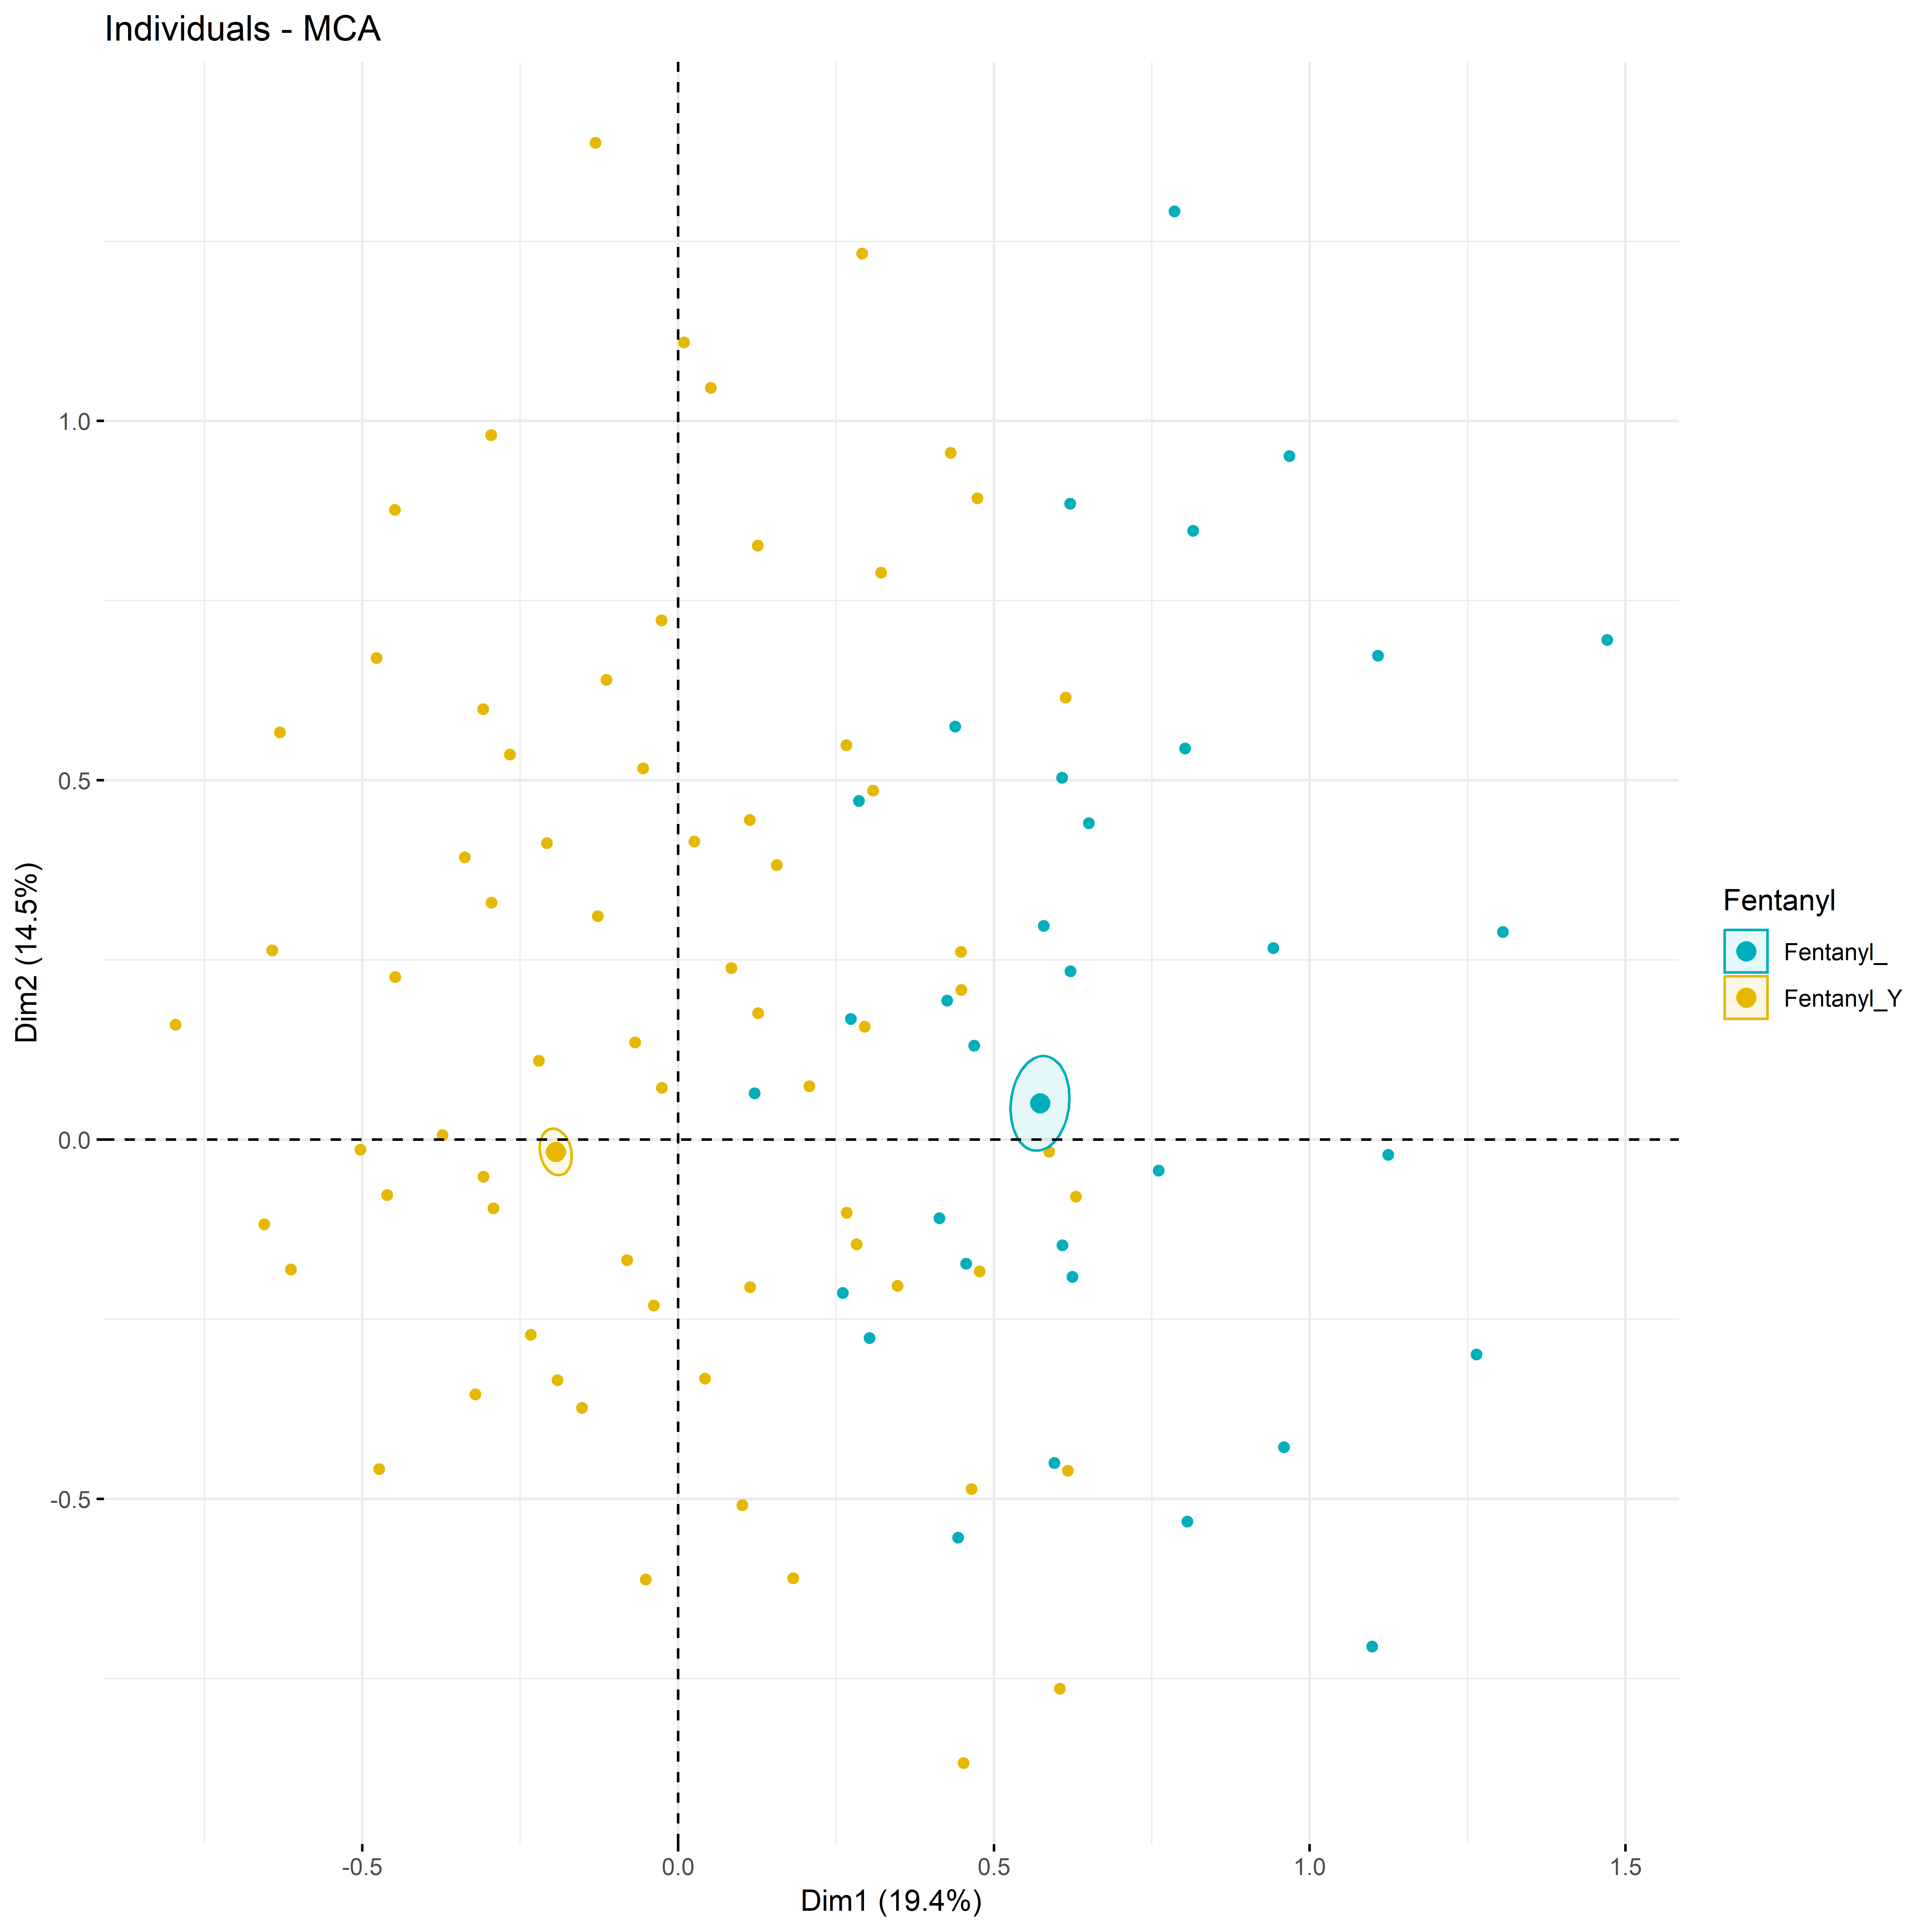 Individuals - MCA
1.0
0.5
0.0
-0.5
Dim2 (14.5%)
-0.5
0.0
0.5
1.0
1.5
Dim1 (19.4%)
Fentanyl
Fentanyl_
Fentanyl_Y